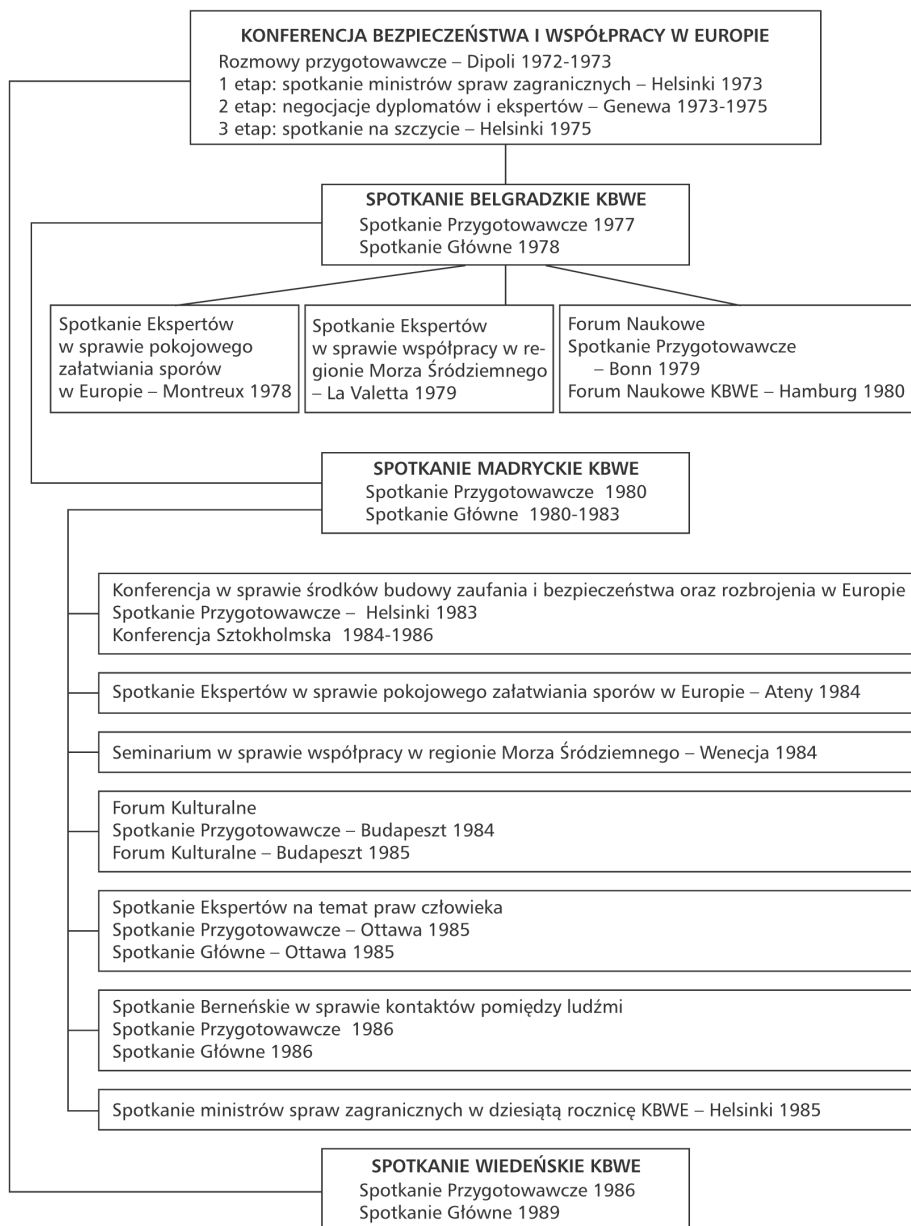 KONFERENCJA BEZPIECZEŃSTWA I WSPÓŁPRACY W EUROPIE
Rozmowy przygotowawcze – Dipoli 1972-1973
1 etap: spotkanie ministrów spraw zagranicznych – Helsinki 1973
2 etap: negocjacje dyplomatów i ekspertów – Genewa 1973-1975
3 etap: spotkanie na szczycie – Helsinki 1975
SPOTKANIE BELGRADZKIE KBWE
Spotkanie Przygotowawcze 1977
Spotkanie Główne 1978
Spotkanie Ekspertów
w sprawie pokojowego
załatwiania sporów
w Europie – Montreux 1978
Spotkanie Ekspertów
w sprawie współpracy w re-
gionie Morza Śródziemnego
– La Valetta 1979
Forum Naukowe
Spotkanie Przygotowawcze
– Bonn 1979
Forum Naukowe KBWE – Hamburg 1980
SPOTKANIE MADRYCKIE KBWE
Spotkanie Przygotowawcze 1980
Spotkanie Główne 1980-1983
Konferencja w sprawie środków budowy zaufania i bezpieczeństwa oraz rozbrojenia w Europie
Spotkanie Przygotowawcze – Helsinki 1983
Konferencja Sztokholmska 1984-1986
Spotkanie Ekspertów w sprawie pokojowego załatwiania sporów w Europie – Ateny 1984
Seminarium w sprawie współpracy w regionie Morza Śródziemnego – Wenecja 1984
Forum Kulturalne
Spotkanie Przygotowawcze – Budapeszt 1984
Forum Kulturalne – Budapeszt 1985
Spotkanie Ekspertów na temat praw człowieka
Spotkanie Przygotowawcze – Ottawa 1985
Spotkanie Główne – Ottawa 1985
Spotkanie Berneńskie w sprawie kontaktów pomiędzy ludźmi
Spotkanie Przygotowawcze 1986
Spotkanie Główne 1986
Spotkanie ministrów spraw zagranicznych w dziesiątą rocznicę KBWE – Helsinki 1985
SPOTKANIE WIEDEŃSKIE KBWE
Spotkanie Przygotowawcze 1986
Spotkanie Główne 1989